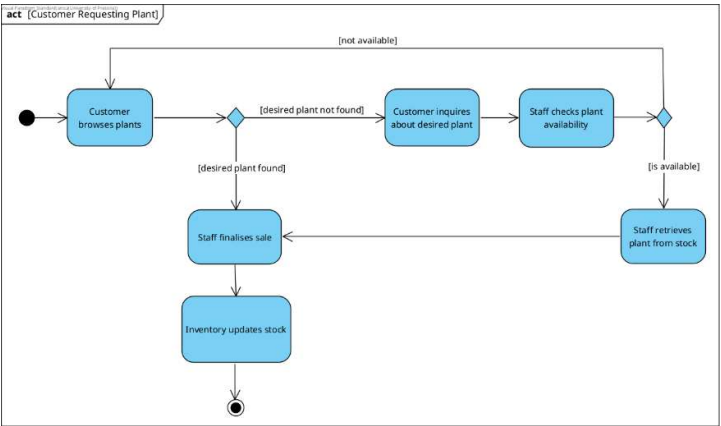 act [Customer Requesting Plant]
[not available]
Customer
browses plants
[desired plant not found]
Customer inquires
about desired plant
Staff checks plant
availability
[desired plant found]
[is available]
Staff finalises sale
Staff retrieves
plant from stock
Inventory updates stock